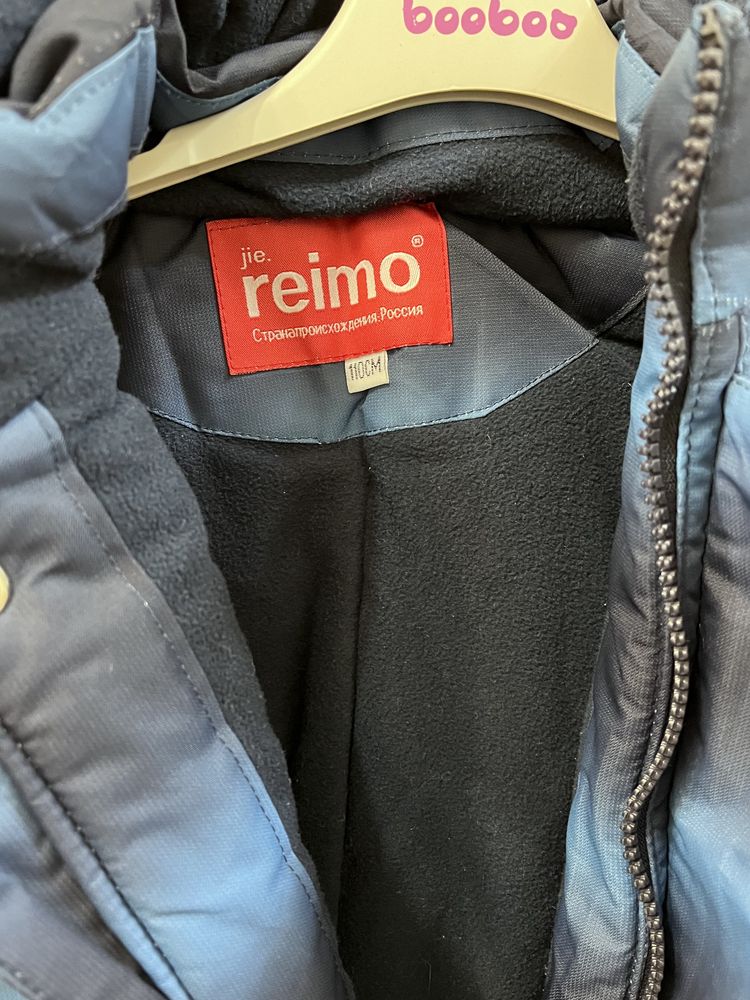 booboo
jie.
reimo®
Странапроисхождения:Россия
110CM